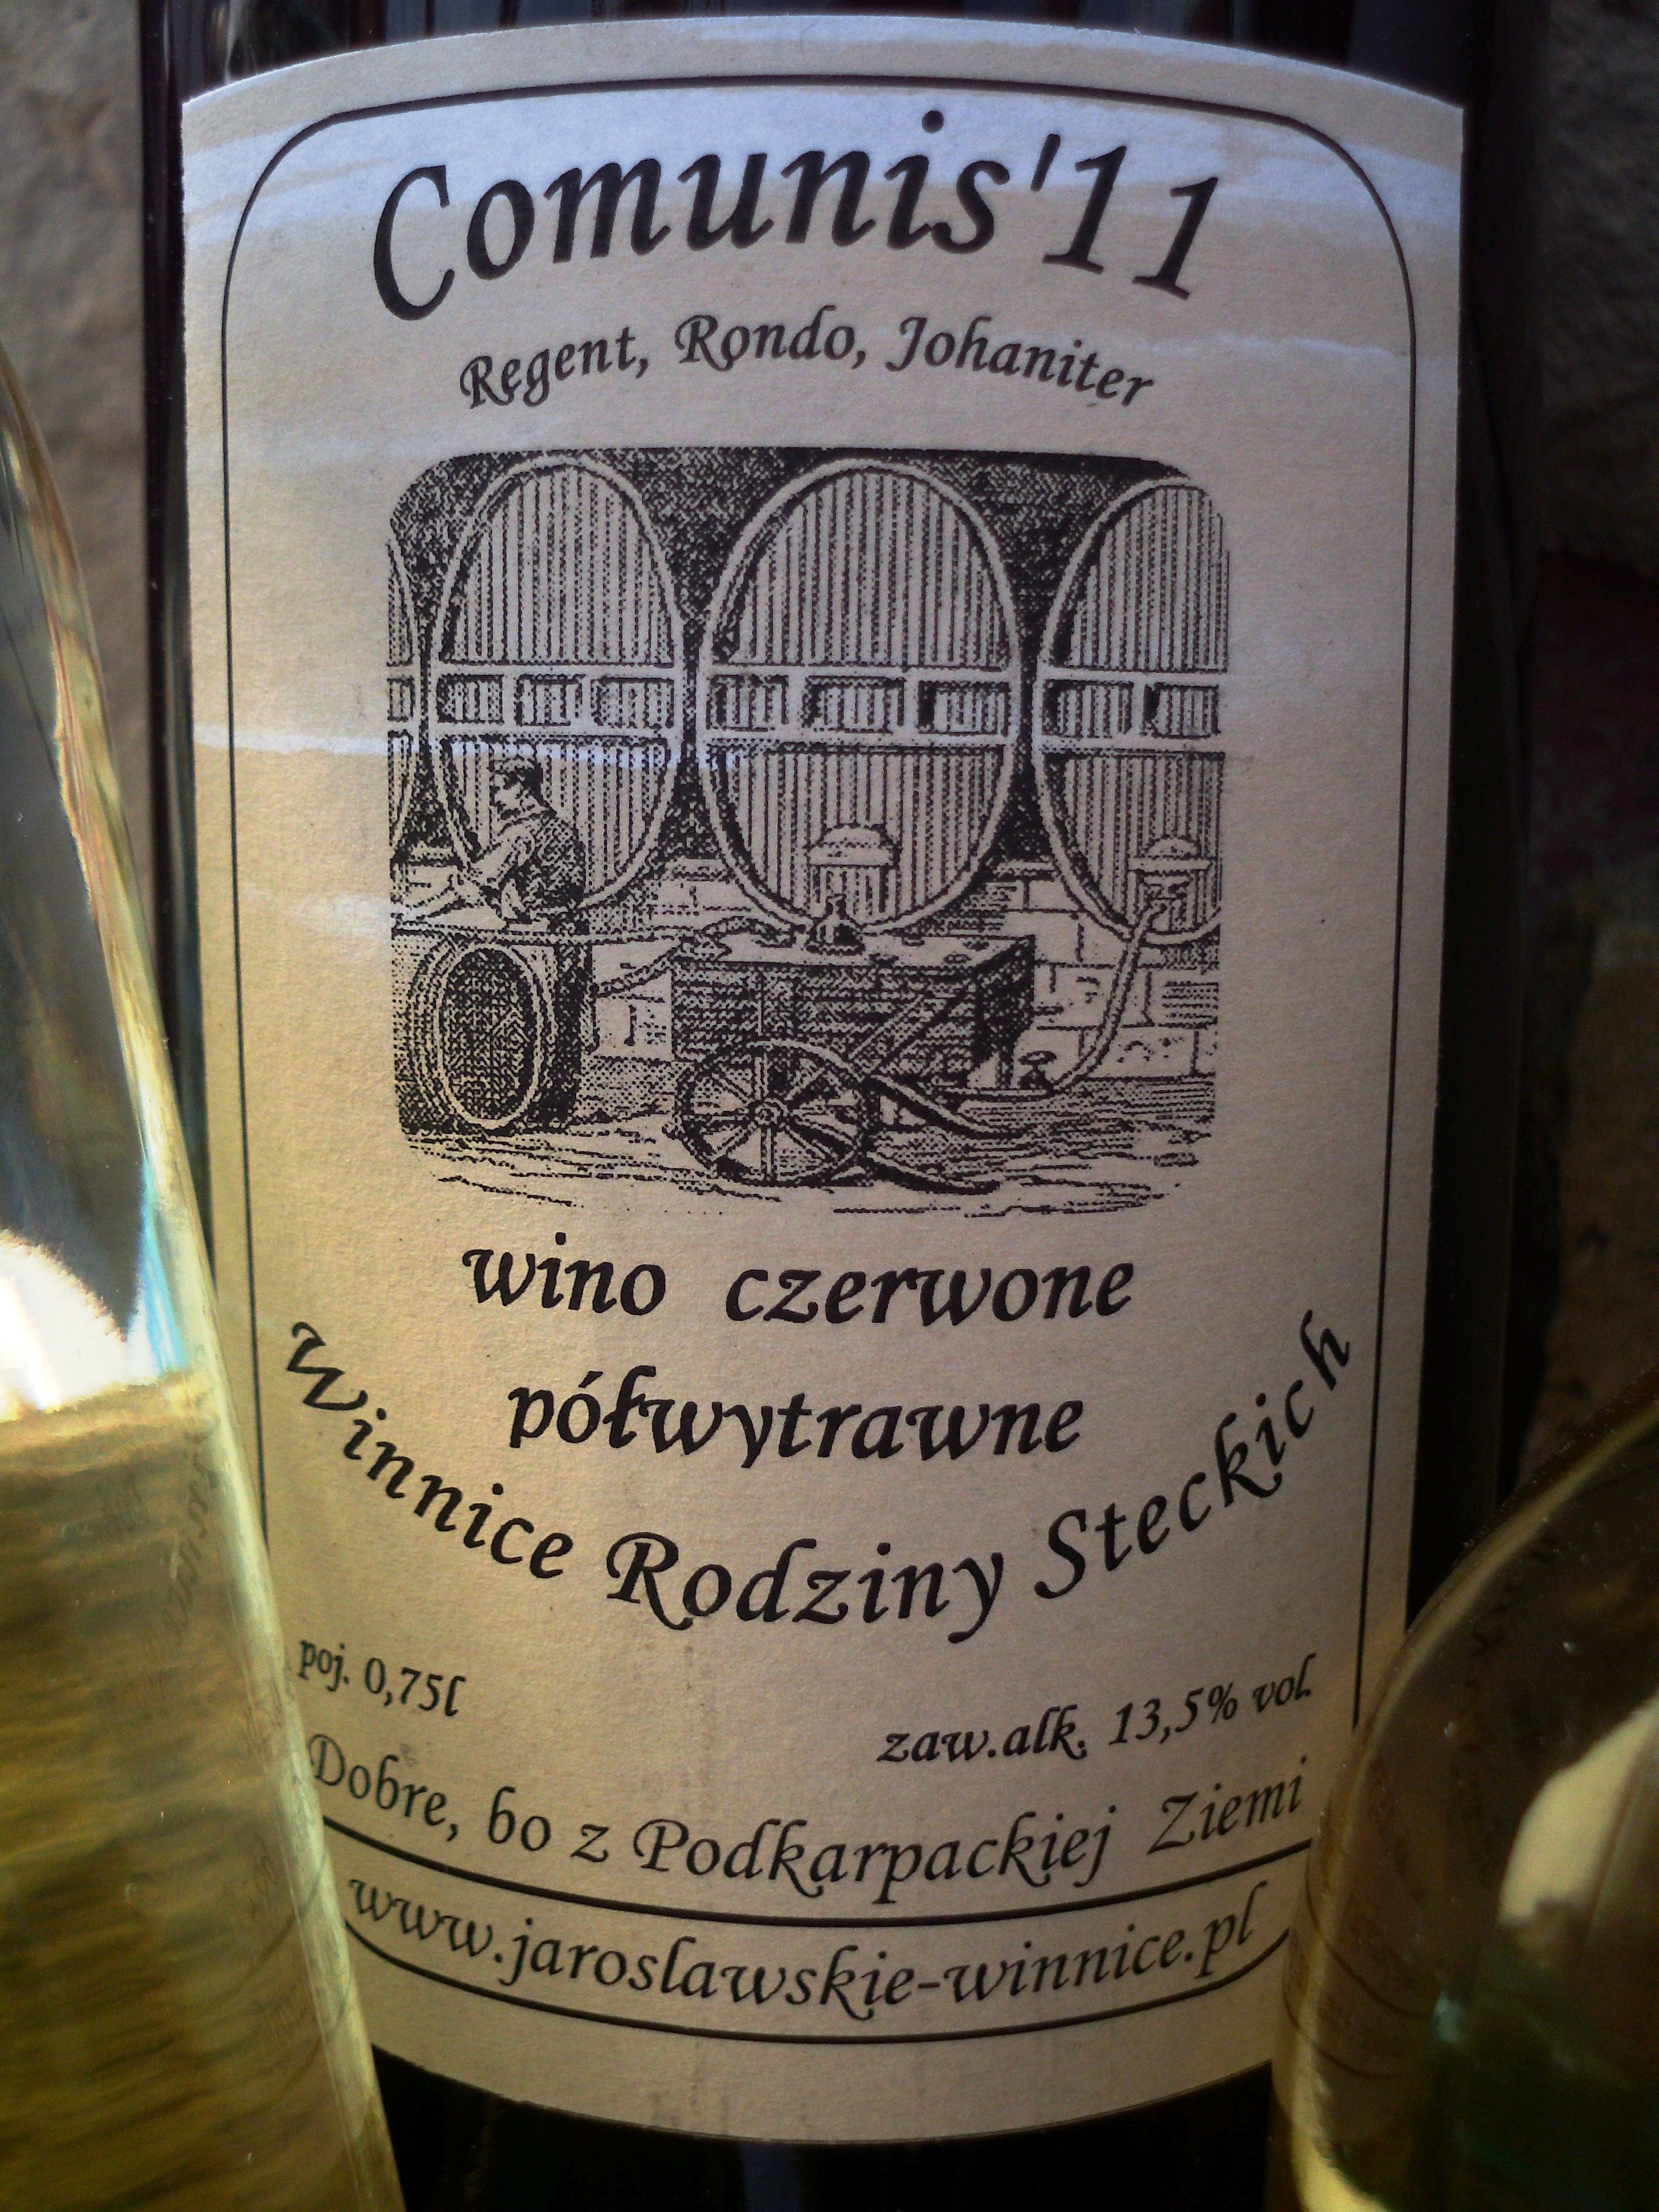 Comunis'11
Regent, Rondo, Johaniter
wino czerwone
półwytrawne
Winnice Rodziny Steckich
poj. 0,75l
zaw.alk. 13,5% vol.
Dobre, bo z Podkarpackiej Ziemi
www.jaroslawskie-winnice.pl